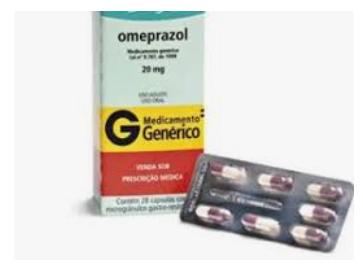 omeprazol
Medicamento genérico
Lei nº 9.787, de 1999
20 mg
USO ADULTO
USO ORAL
G Medicamento
Genérico
VENDA SOB
PRESCRIÇÃO MÉDICA
Contém 28 cápsulas